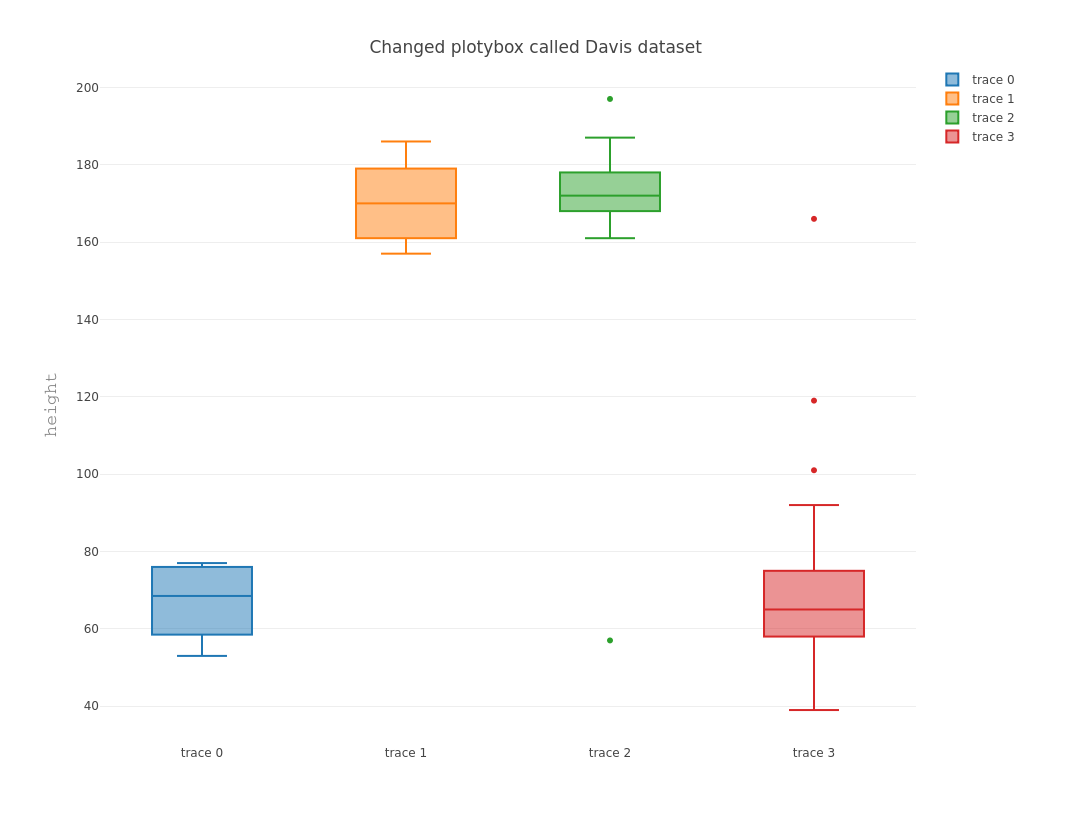 Changed plotybox called Davis dataset
trace 0
trace 1
trace 2
trace 3
height
200
180
160
140
120
100
80
60
40
trace 0
trace 1
trace 2
trace 3